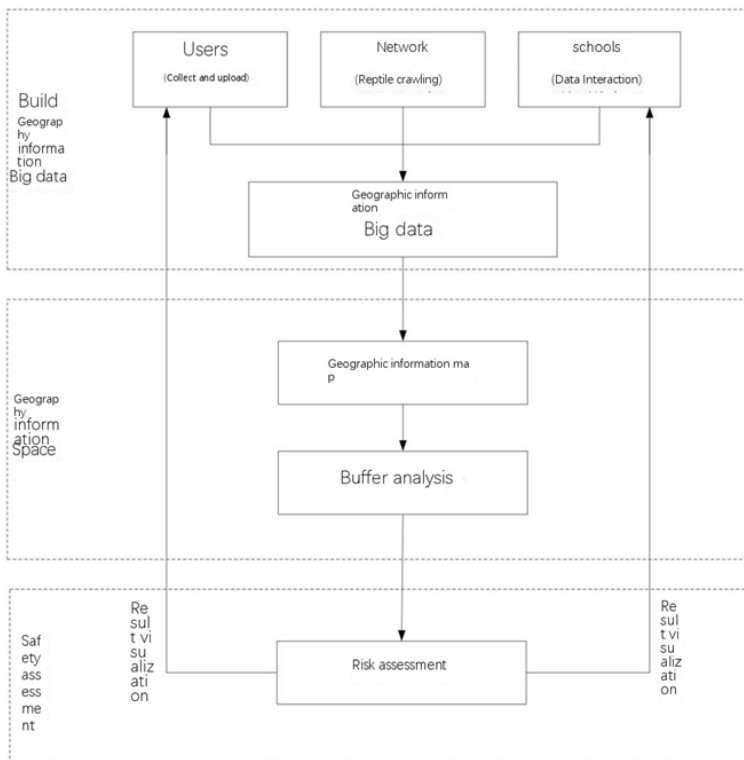 Users
(Collect and upload)
Network
(Reptile crawling)
schools
(Data Interaction)
Build
Geograp
hy
informa
tion
Big data
Geographic inform
ation
Big data
Geographic information ma
p
Geograp
hy
inform
ation
Space
Buffer analysis
Re
sul
t vi
su
aliz
ati
on
Re
sul
t vi
su
aliz
ati
on
Saf
ety
ass
ess
me
nt
Risk assessment